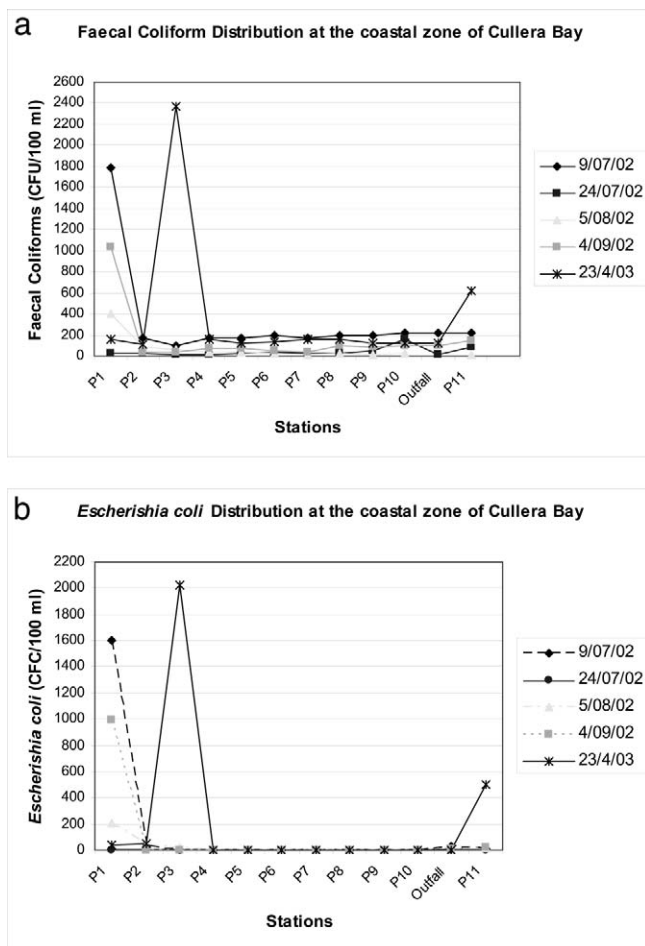 a
Faecal Coliform Distribution at the coastal zone of Cullera Bay
Faecal Coliforms (CFU/100 ml)
2600
2400
2200
2000
1800
1600
1400
1200
1000
800
600
400
200
0
P1
P2
P3
P4
P5
P6
P7
P8
P9
P10
Outfall
P11
Stations
9/07/02
24/07/02
5/08/02
4/09/02
23/4/03
b
Escherishia coli Distribution at the coastal zone of Cullera Bay
Escherishia coli (CFC/100 ml)
2200
2000
1800
1600
1400
1200
1000
800
600
400
200
0
P1
P2
P3
P4
P5
P6
P7
P8
P9
P10
Outfall
P11
Stations
9/07/02
24/07/02
5/08/02
4/09/02
23/4/03